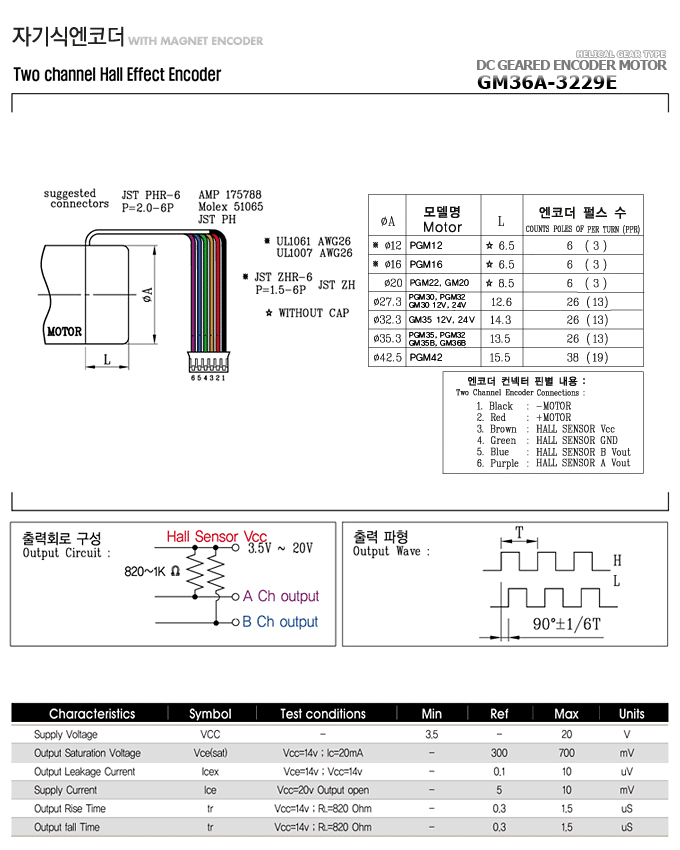 자기식엔코더 WITH MAGNET ENCODER
HELICAL GEAR TYPE
DC GEARED ENCODER MOTOR
Two channel Hall Effect Encoder
GM36A-3229E
suggested connectors
JST PHR-6
P=2.0-6P
AMP 175788
Molex 51065
JST PH
※ UL1061 AWG26
UL1007 AWG26
※ JST ZHR-6
P=1.5-6P
JST ZH
☆ WITHOUT CAP
øA
MOTOR
L
6 5 4 3 2 1
øA 모델명 Motor L 엔코더 펄스 수
COUNTS POLES OF PER TURN (PPR)
※ ø12 PGM12 ☆ 6.5 6 (3)
※ ø16 PGM16 ☆ 6.5 6 (3)
ø20 PGM22, GM20 ☆ 8.5 6 (3)
ø27.3 PGM30, PGM32 GM30 12V, 24V 12.6 26 (13)
ø32.3 GM35 12V, 24V 14.3 26 (13)
ø35.3 PGM35, PGM32 GM35B, GM36B 13.5 26 (13)
ø42.5 PGM42 15.5 38 (19)
엔코더 컨넥터 핀별 내용 :
Two Channel Encoder Connections :
1. Black : -MOTOR
2. Red : +MOTOR
3. Brown : HALL SENSOR Vcc
4. Green : HALL SENSOR GND
5. Blue : HALL SENSOR B Vout
6. Purple : HALL SENSOR A Vout
출력회로 구성
Output Circuit :
Hall Sensor Vcc
3.5V ~ 20V
820~1K Ω
A Ch output
B Ch output
출력 파형
Output Wave :
T
H
L
90°±1/6T
Characteristics Symbol Test conditions Min Ref Max Units
Supply Voltage VCC - 3.5 - 20 V
Output Saturation Voltage Vce(sat) Vcc=14v ; Ic=20mA - 300 700 mV
Output Leakage Current Icex Vce=14v ; Vcc=14v - 0.1 10 uV
Supply Current Ice Vcc=20v Output open - 5 10 mV
Output Rise Time tr Vcc=14v ; RL=820 Ohm - 0.3 1.5 uS
Output fall Time tr Vcc=14v ; RL=820 Ohm - 0.3 1.5 uS